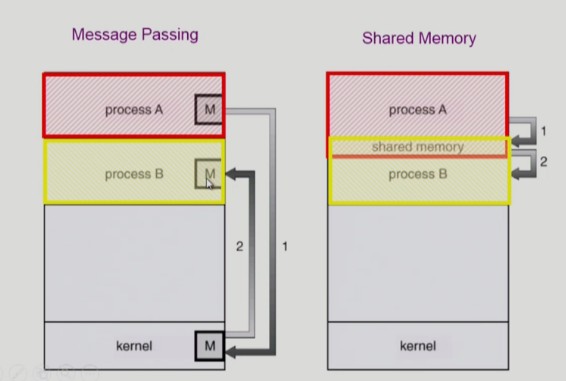 Message Passing
process A
M
process B
M
2
1
kernel
M
Shared Memory
process A
1
shared memory
2
process B
kernel